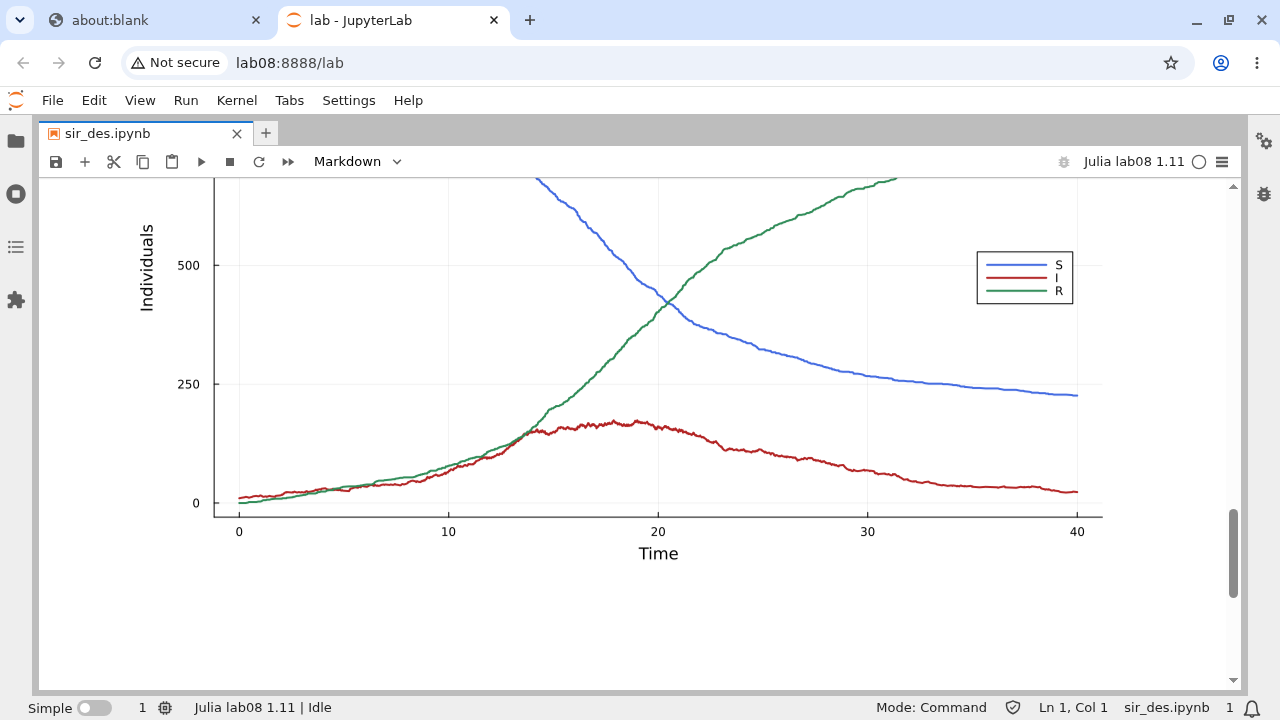 about:blank
lab - JupyterLab
Not secure
lab08:8888/lab
File Edit View Run Kernel Tabs Settings Help
sir_des.ipynb
Markdown
Julia lab08 1.11
Individuals
500
250
0
S
I
R
0 10 20 30 40
Time
Simple 1 Julia lab08 1.11 | Idle Mode: Command Ln 1, Col 1 sir_des.ipynb 1